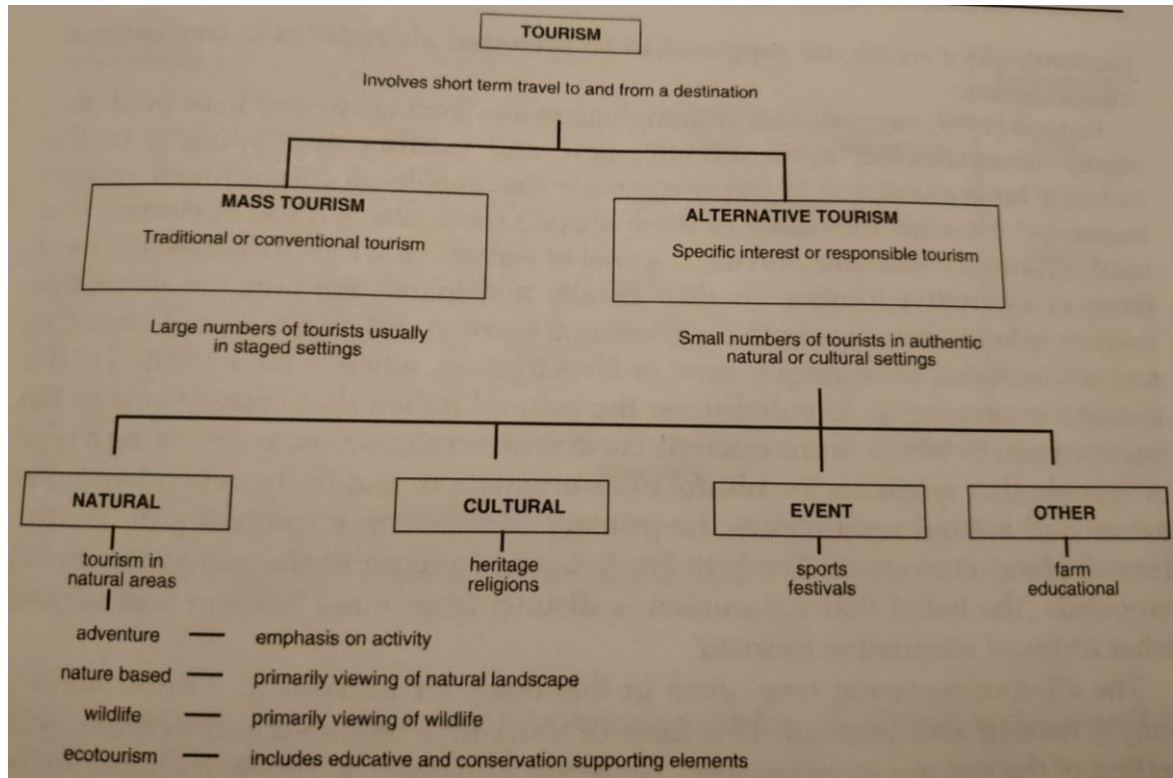 TOURISM
Involves short term travel to and from a destination
MASS TOURISM
Traditional or conventional tourism
Large numbers of tourists usually
in staged settings
ALTERNATIVE TOURISM
Specific interest or responsible tourism
Small numbers of tourists in authentic
natural or cultural settings
NATURAL
tourism in
natural areas
adventure — emphasis on activity
nature based — primarily viewing of natural landscape
wildlife — primarily viewing of wildlife
ecotourism — includes educative and conservation supporting elements
CULTURAL
heritage
religions
EVENT
sports
festivals
OTHER
farm
educational